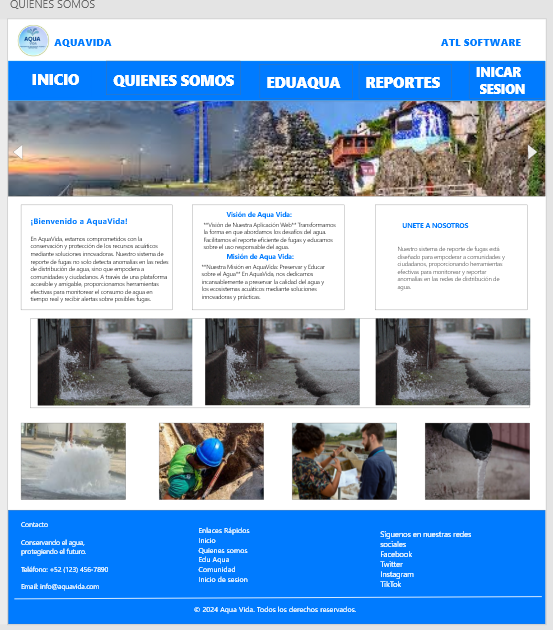 QUIENES SOMOS
AQUA
VIDA
AQUAVIDA
ATL SOFTWARE
INICIO
QUIENES SOMOS
EDUAQUA
REPORTES
INICAR
SESION
¡Bienvenido a AquaVida!
En AquaVida, estamos comprometidos con la
conservación y protección de los recursos acuáticos
mediante soluciones innovadoras. Nuestro sistema de
reporte de fugas no solo detecta anomalías en las redes
de distribución de agua, sino que empodera a
comunidades y ciudadanos. A través de una plataforma
accesible y amigable, proporcionamos herramientas
efectivas para monitorear el consumo de agua en
tiempo real y recibir alertas sobre posibles fugas.
Visión de Aqua Vida:
**Visión de Nuestra Aplicación Web** Transformamos
la forma en que abordamos los desafíos del agua.
Facilitamos el reporte eficiente de fugas y educamos
sobre el uso responsable del agua.
Misión de Aqua Vida:
**Nuestra Misión en AquaVida: Preservar y Educar
sobre el Agua** En AquaVida, nos dedicamos
incansablemente a preservar la calidad del agua y
los ecosistemas acuáticos mediante soluciones
innovadoras y prácticas.
UNETE A NOSOTROS
Nuestro sistema de reporte de fugas está
diseñado para empoderar a comunidades y
ciudadanos, proporcionando herramientas
efectivas para monitorear y reportar
anomalías en las redes de distribución de
agua.
Contacto
Conservando el agua,
protegiendo el futuro.
Teléfono: +52 (123) 456-7890
Email: info@aquavida.com
Enlaces Rápidos
Inicio
Quienes somos
Edu Aqua
Comunidad
Inicio de sesion
Síguenos en nuestras redes
sociales
Facebook
Twitter
Instagram
TikTok
© 2024 Aqua Vida. Todos los derechos reservados.